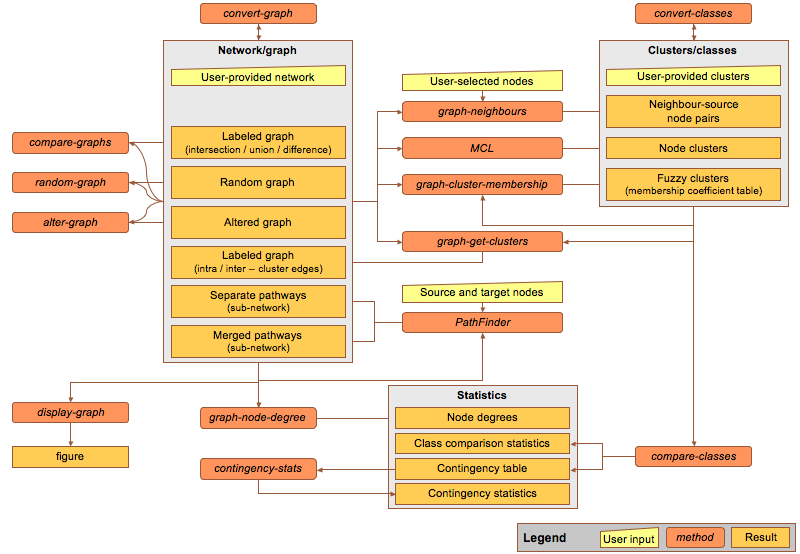 convert-graph
convert-classes
Network/graph
User-provided network
Labeled graph
(intersection / union / difference)
Random graph
Altered graph
Labeled graph
(intra / inter – cluster edges)
Separate pathways
(sub-network)
Merged pathways
(sub-network)
compare-graphs
random-graph
alter-graph
User-selected nodes
graph-neighbours
MCL
graph-cluster-membership
graph-get-clusters
Source and target nodes
PathFinder
Clusters/classes
User-provided clusters
Neighbour-source
node pairs
Node clusters
Fuzzy clusters
(membership coefficient table)
display-graph
figure
graph-node-degree
contingency-stats
Statistics
Node degrees
Class comparison statistics
Contingency table
Contingency statistics
compare-classes
Legend
User input
method
Result